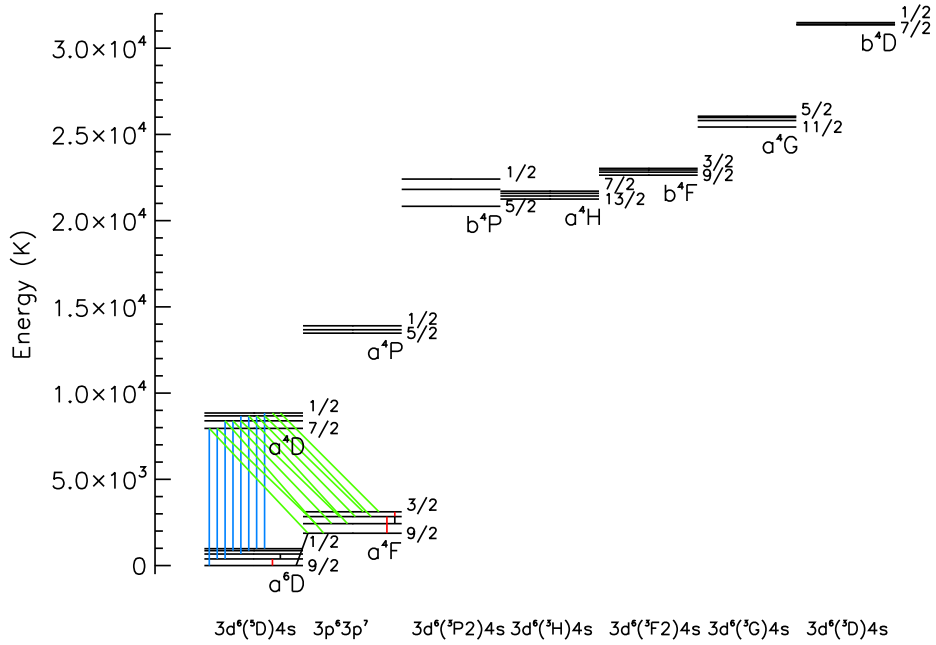 1/2
7/2
b⁴D
3.0×10⁴
5/2
11/2
a⁴G
2.5×10⁴
3/2
9/2
b⁴F
1/2
5/2
b⁴P
7/2
13/2
a⁴H
2.0×10⁴
Energy (K)
1.5×10⁴
1/2
5/2
a⁴P
1.0×10⁴
1/2
7/2
a⁴D
5.0×10³
3/2
9/2
a⁴F
1/2
9/2
a⁶D
0
3d⁶(⁵D)4s 3p⁶3p⁷ 3d⁶(³P2)4s 3d⁶(³H)4s 3d⁶(³F2)4s 3d⁶(³G)4s 3d⁶(³D)4s